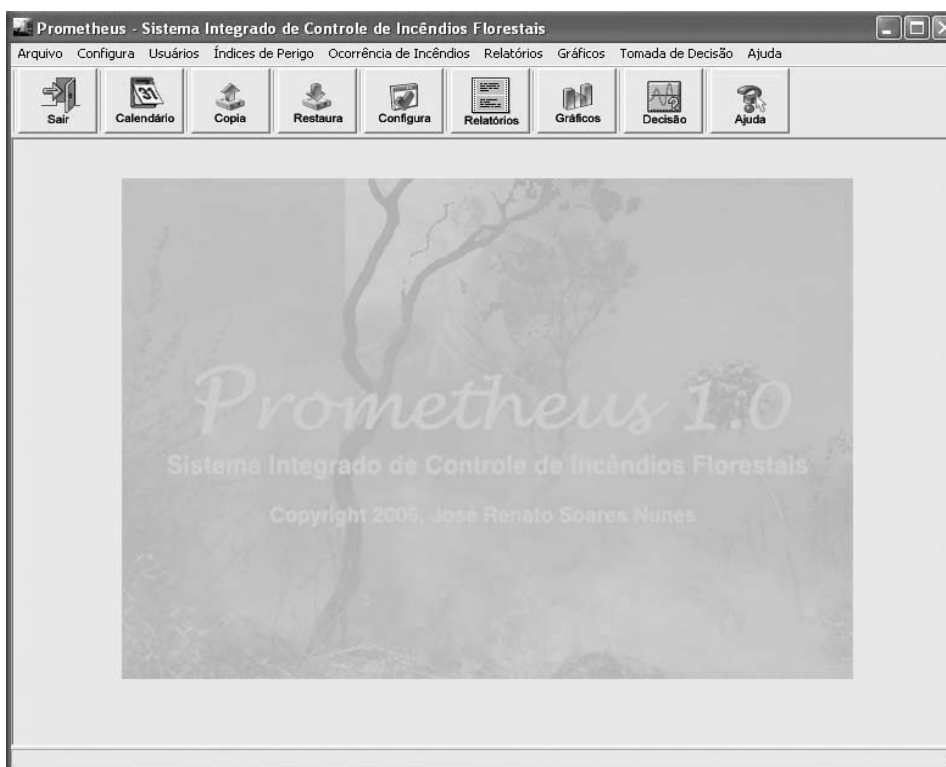 Prometheus - Sistema Integrado de Controle de Incêndios Florestais
Arquivo Configura Usuários Índices de Perigo Ocorrência de Incêndios Relatórios Gráficos Tomada de Decisão Ajuda
31
Sair Calendário Copia Restaura Configura Relatórios Gráficos Decisão Ajuda
Prometheus 1.0
Sistema Integrado de Controle de Incêndios Florestais
Copyright 2006, José Renato Soares Nunes